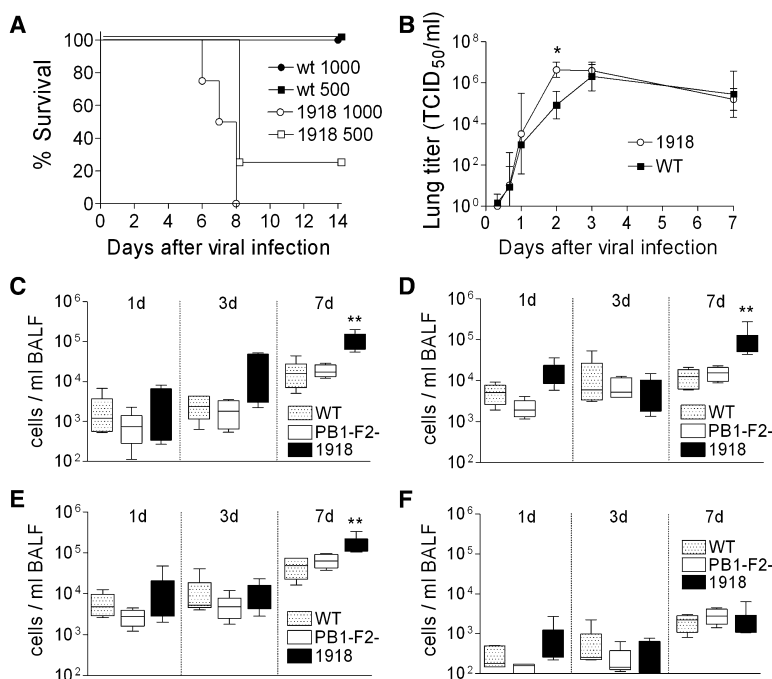 A
% Survival
100
80
60
40
20
0
wt 1000
wt 500
1918 1000
1918 500
0 2 4 6 8 10 12 14
Days after viral infection
B
*
Lung titer (TCID50/ml)
10^8
10^6
10^4
10^2
10^0
1918
WT
0 1 2 3 4 5 6 7
Days after viral infection
C
cells / ml BALF
10^6
10^5
10^4
10^3
10^2
1d 3d 7d
**
WT
PB1-F2-
1918
D
cells / ml BALF
10^6
10^5
10^4
10^3
10^2
1d 3d 7d
**
WT
PB1-F2-
1918
E
cells / ml BALF
10^6
10^5
10^4
10^3
10^2
1d 3d 7d
**
WT
PB1-F2-
1918
F
cells / ml BALF
10^6
10^5
10^4
10^3
10^2
1d 3d 7d
WT
PB1-F2-
1918